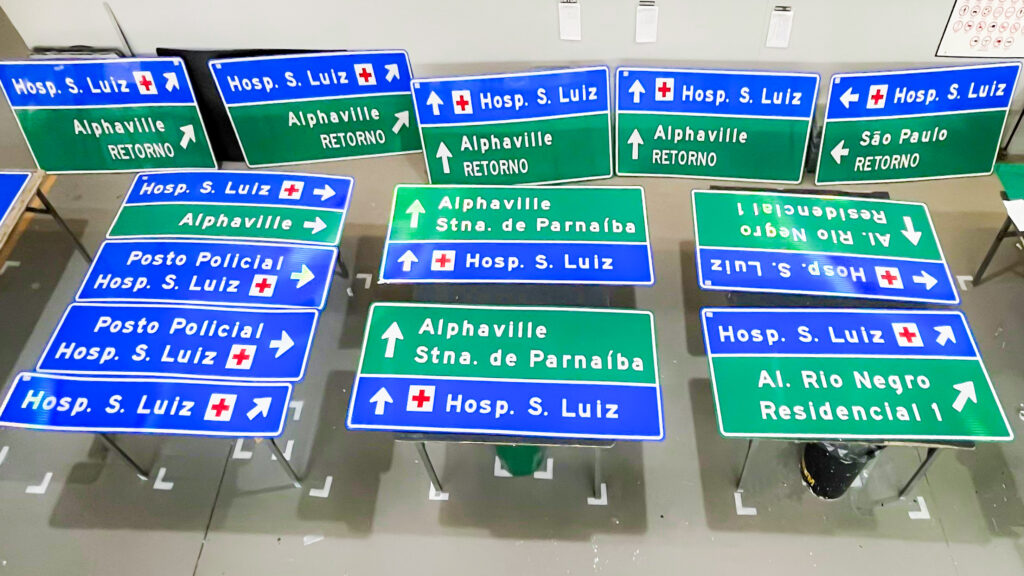 Hosp. S. Luiz
Alphaville
RETORNO
Hosp. S. Luiz
Alphaville
RETORNO
Hosp. S. Luiz
Alphaville
RETORNO
Hosp. S. Luiz
Alphaville
RETORNO
Hosp. S. Luiz
São Paulo
RETORNO
Hosp. S. Luiz
Alphaville
Alphaville
Stna. de Parnaíba
Hosp. S. Luiz
Hosp. S. Luiz
Al. Rio Negro
Residencial 1
Posto Policial
Hosp. S. Luiz
Posto Policial
Hosp. S. Luiz
Hosp. S. Luiz
Alphaville
Stna. de Parnaíba
Hosp. S. Luiz
Hosp. S. Luiz
Al. Rio Negro
Residencial 1